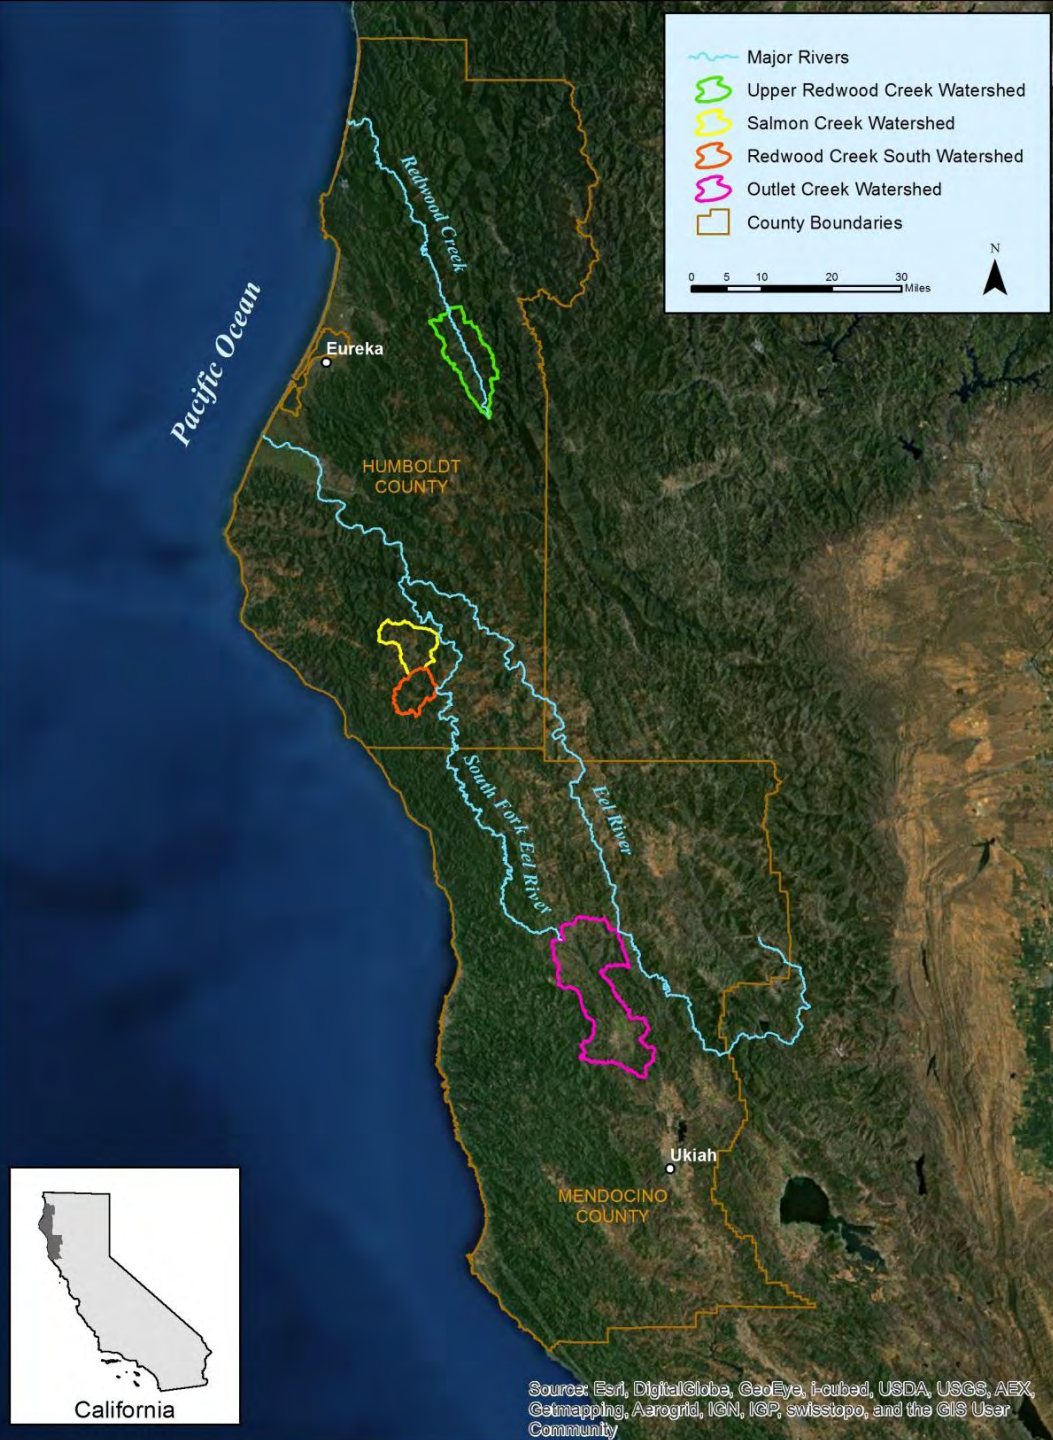 Major Rivers
Upper Redwood Creek Watershed
Salmon Creek Watershed
Redwood Creek South Watershed
Outlet Creek Watershed
County Boundaries
N
0 5 10 20 30
Miles
Redwood Creek
Pacific Ocean
Eureka
HUMBOLDT
COUNTY
South Fork Eel River
Eel River
Ukiah
MENDOCINO
COUNTY
California
Source: Esri, DigitalGlobe, GeoEye, i-cubed, USDA, USGS, AEX,
Getmapping, Aerogrid, IGN, IGP, swisstopo, and the GIS User
Community